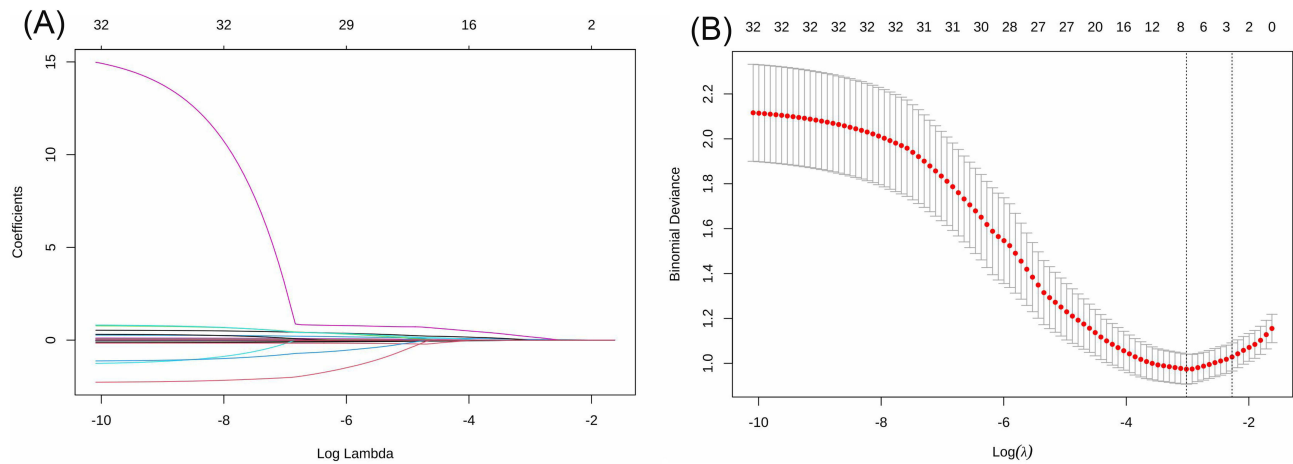 (A)
32 32 29 16 2
15
10
5
0
Coefficients
-10 -8 -6 -4 -2
Log Lambda
(B)
32 32 32 32 32 31 31 30 28 27 27 20 16 12 8 6 3 2 0
2.2
2.0
1.8
1.6
1.4
1.2
1.0
Binomial Deviance
-10 -8 -6 -4 -2
Log(λ)